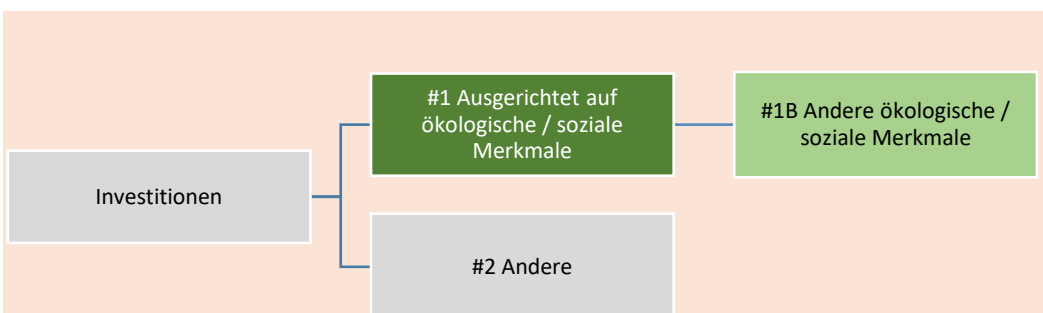 Investitionen
#1 Ausgerichtet auf
ökologische / soziale
Merkmale
#1B Andere ökologische /
soziale Merkmale
#2 Andere